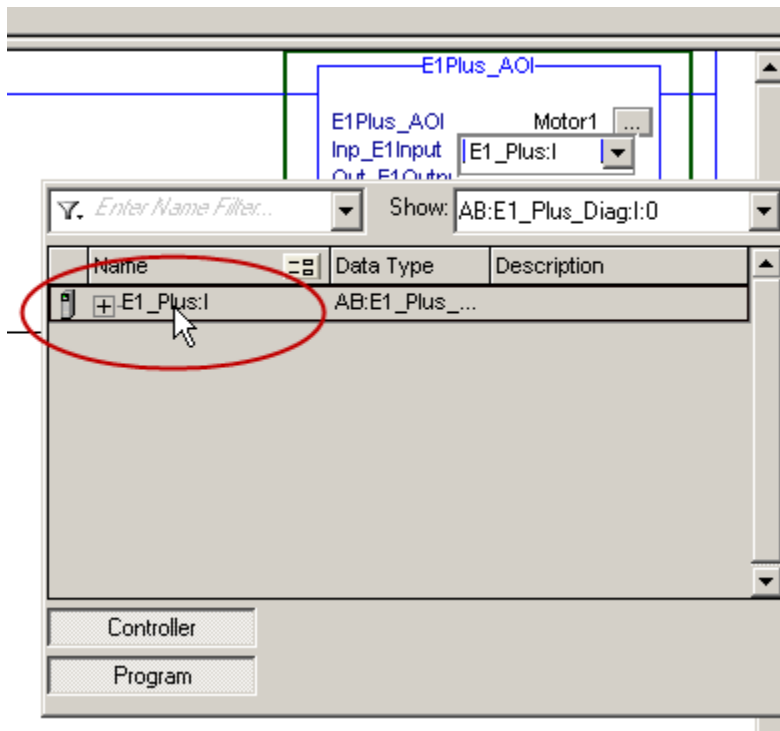 E1Plus_AOI
E1Plus_AOI Motor1 ...
Inp_E1Input E1_Plus:I
Out_E1Outpu
Enter Name Filter... Show: AB:E1_Plus_Diag:I:0
Name Data Type Description
E1_Plus:I AB:E1_Plus_...
Controller
Program